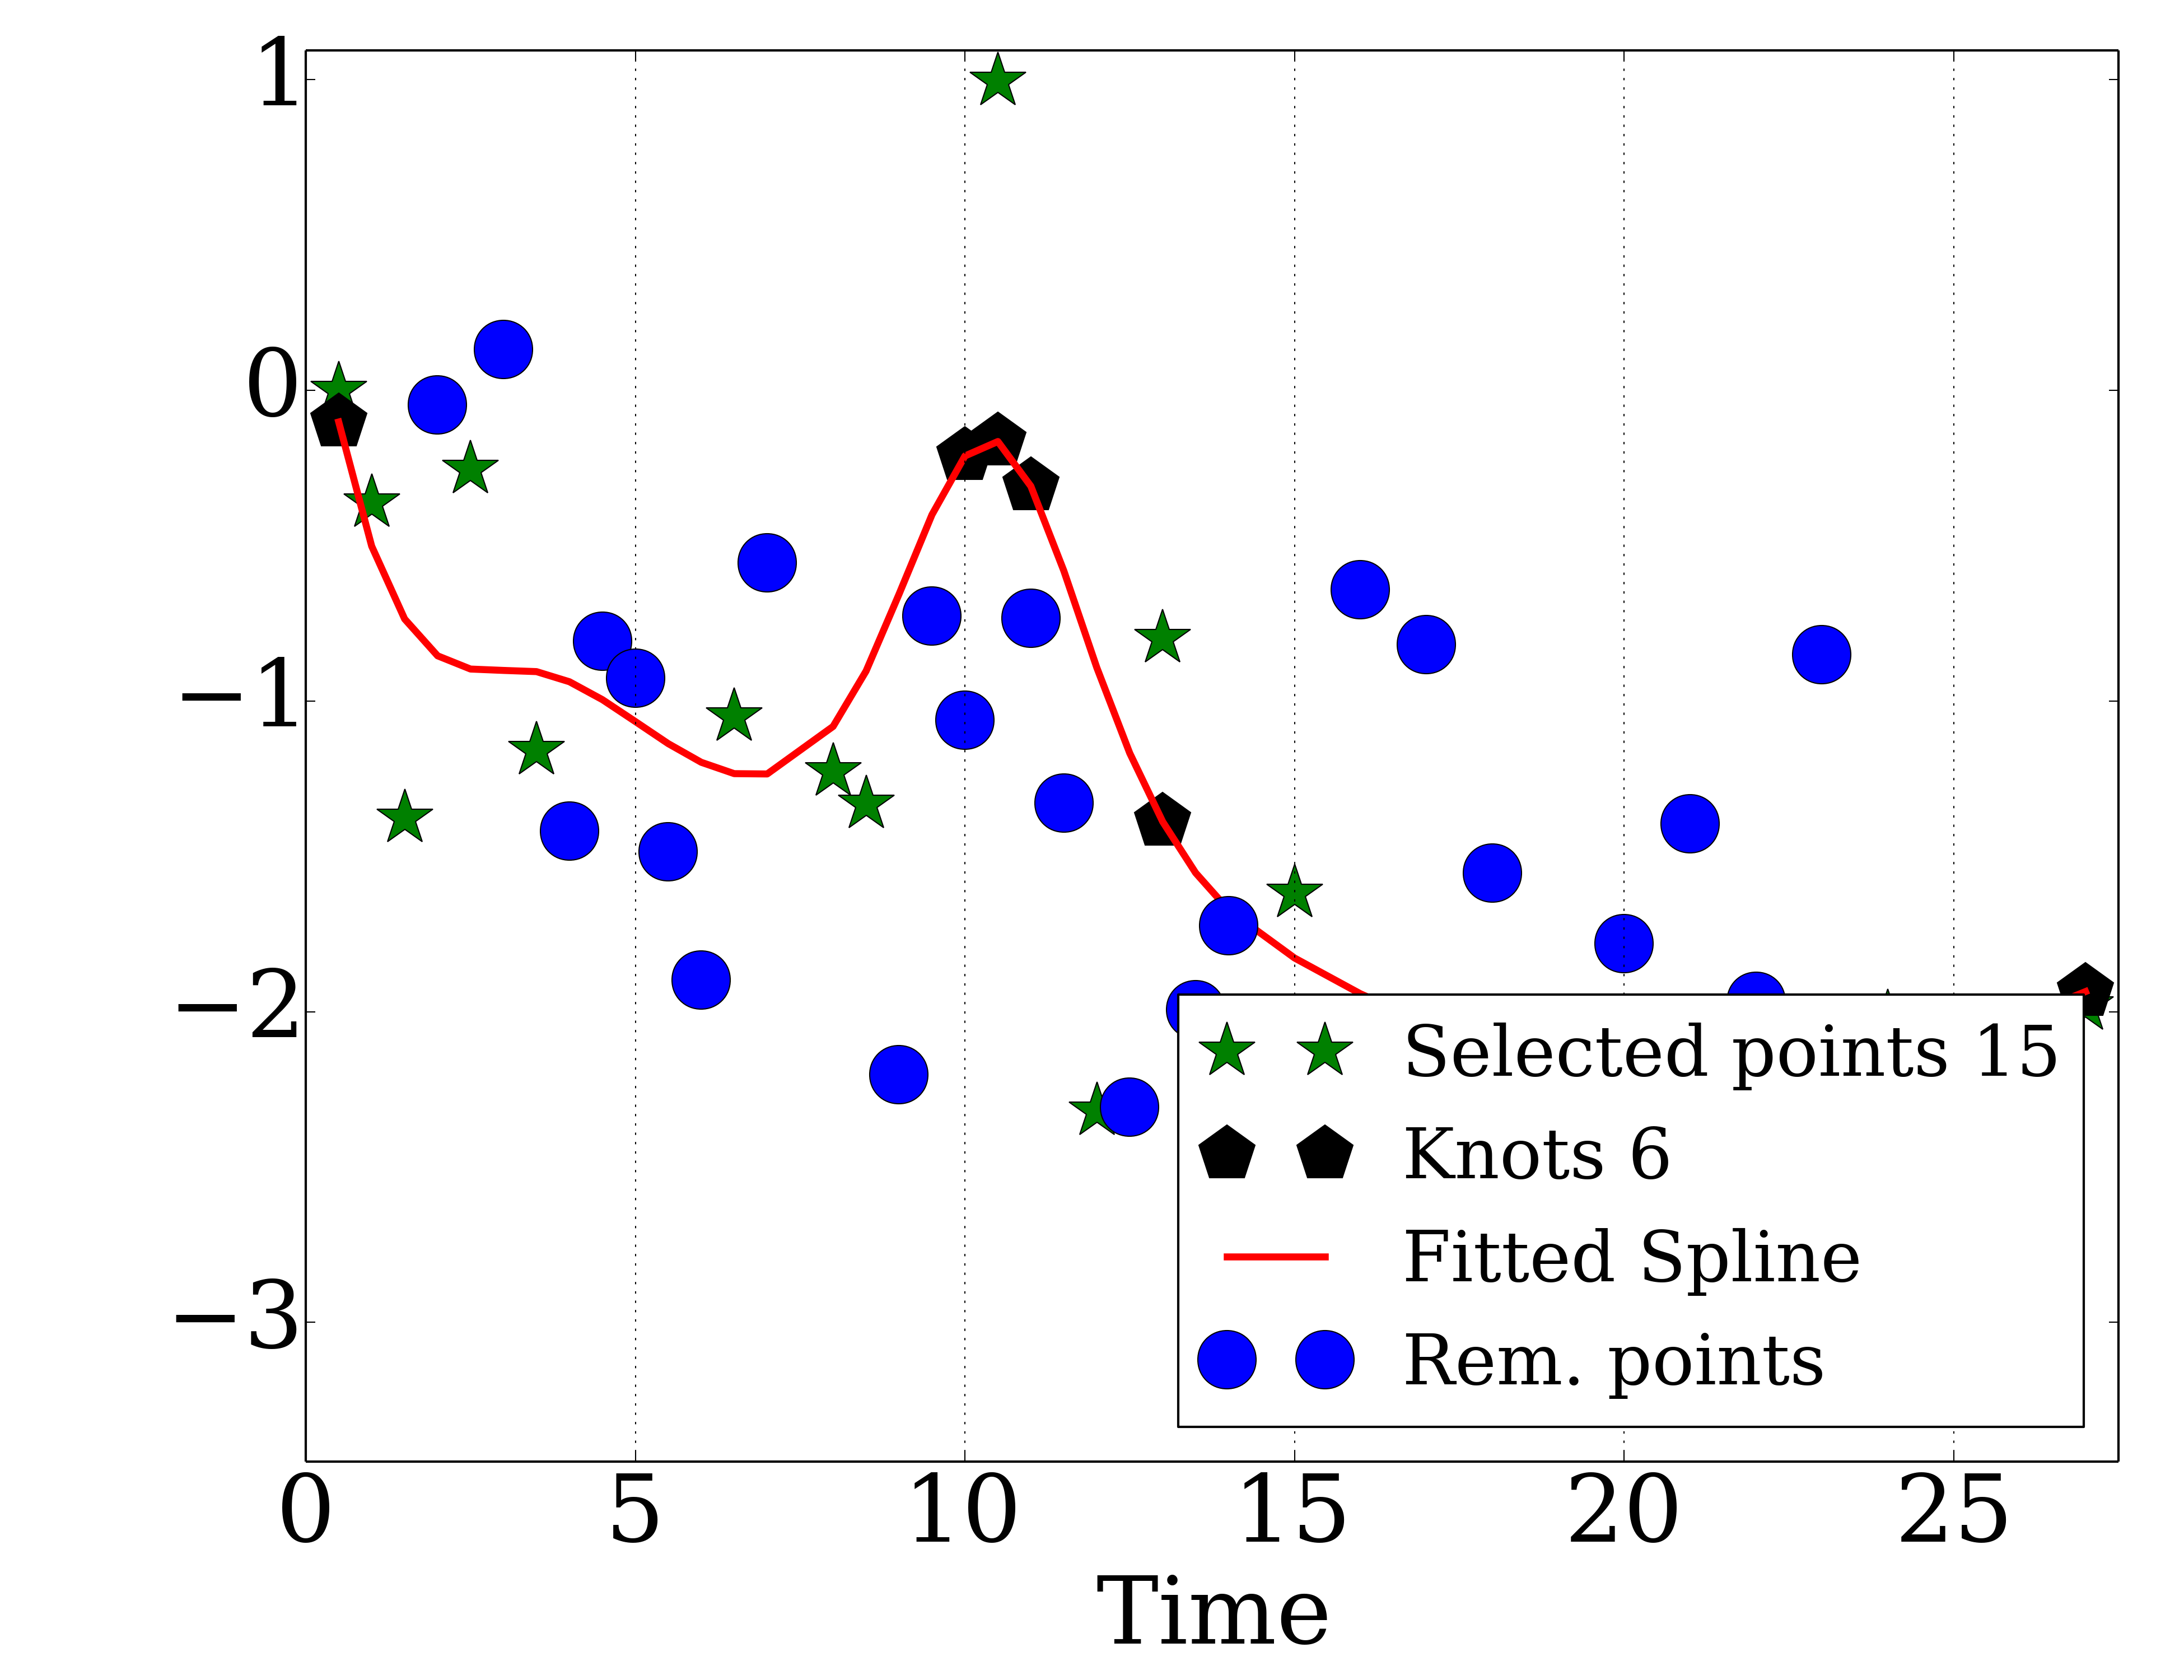 1
0
−1
−2
−3
Selected points 15
Knots 6
Fitted Spline
Rem. points
0 5 10 15 20 25
Time